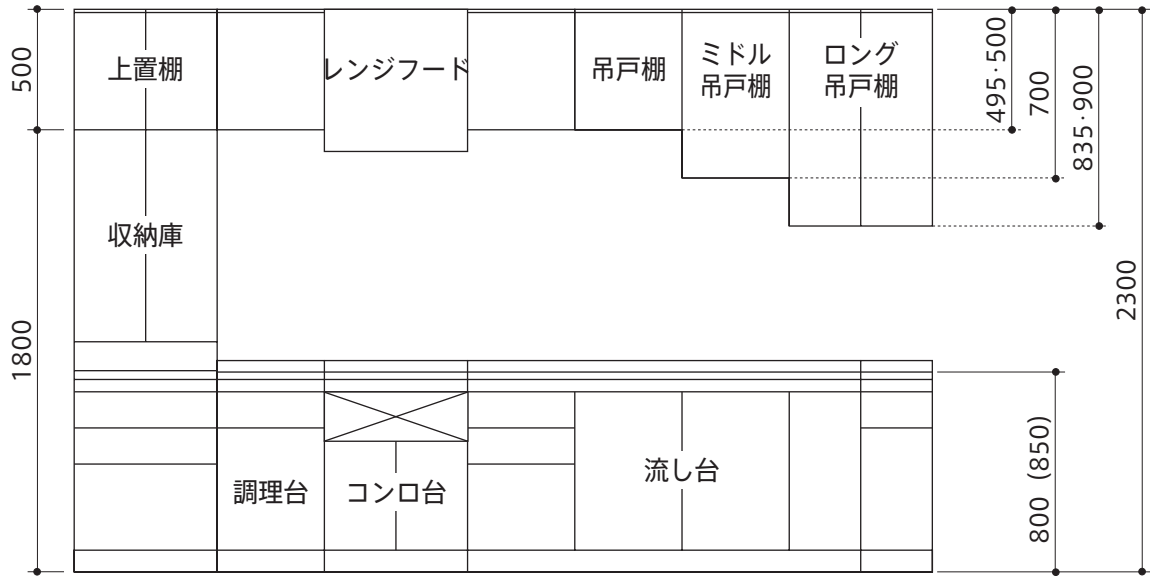 上置棚
レンジフード
吊戸棚
ミドル
吊戸棚
ロング
吊戸棚
収納庫
調理台
コンロ台
流し台
500
1800
495·500
700
835·900
2300
800 (850)